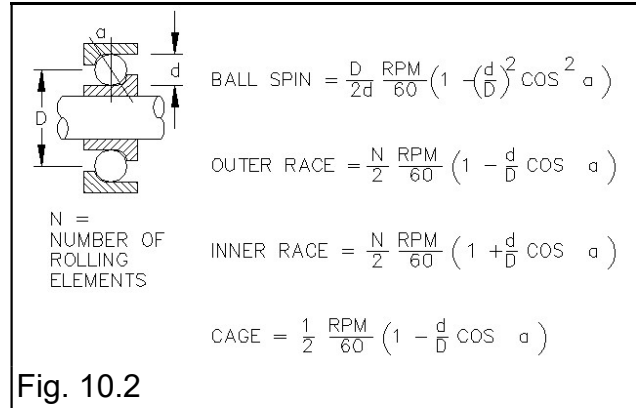 a
d
D
N =
NUMBER OF
ROLLING
ELEMENTS
BALL SPIN = D/2d RPM/60 (1 -(d/D)² COS² a )
OUTER RACE = N/2 RPM/60 ( 1 - d/D COS a )
INNER RACE = N/2 RPM/60 ( 1 + d/D COS a )
CAGE = 1/2 RPM/60 ( 1 - d/D COS a )
Fig. 10.2